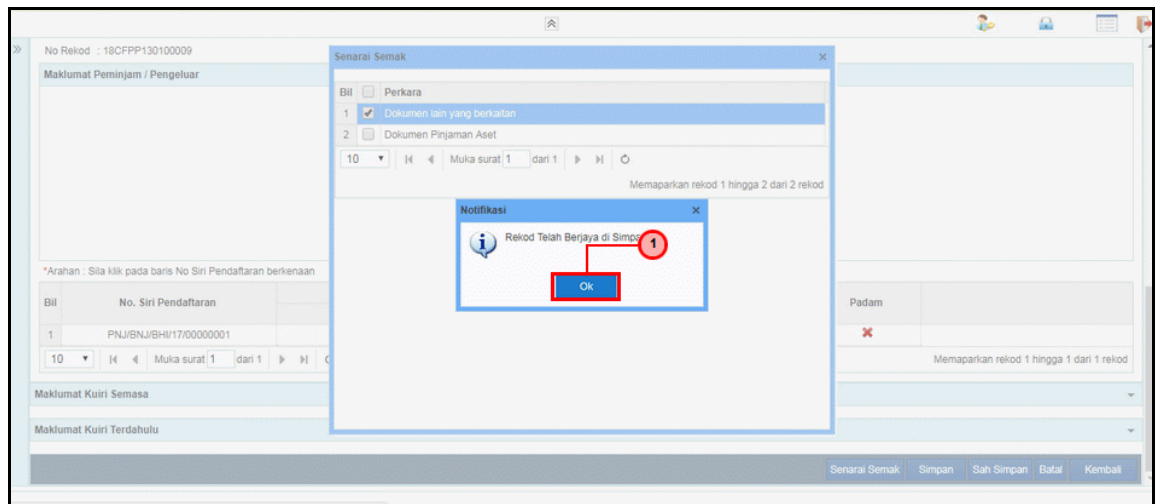 No Rekod : 18CFPP130100009
Maklumat Peminjam / Pengeluar
Senarai Semak
Bil Perkara
1 Dokumen lain yang berkaitan
2 Dokumen Pinjaman Aset
10 Muka surat 1 dari 1
Memaparkan rekod 1 hingga 2 dari 2 rekod
Notifikasi
Rekod Telah Berjaya di
1
Ok
*Arahan : Sila klik pada baris No Siri Pendaftaran berkenaan
Bil No. Siri Pendaftaran Padam
1 PNJ/BNJ/BHI/17/00000001
10 Muka surat 1 dari 1
Memaparkan rekod 1 hingga 1 dari 1 rekod
Maklumat Kuiri Semasa
Maklumat Kuiri Terdahulu
Senarai Semak Simpan Sah Simpan Batal Kembali